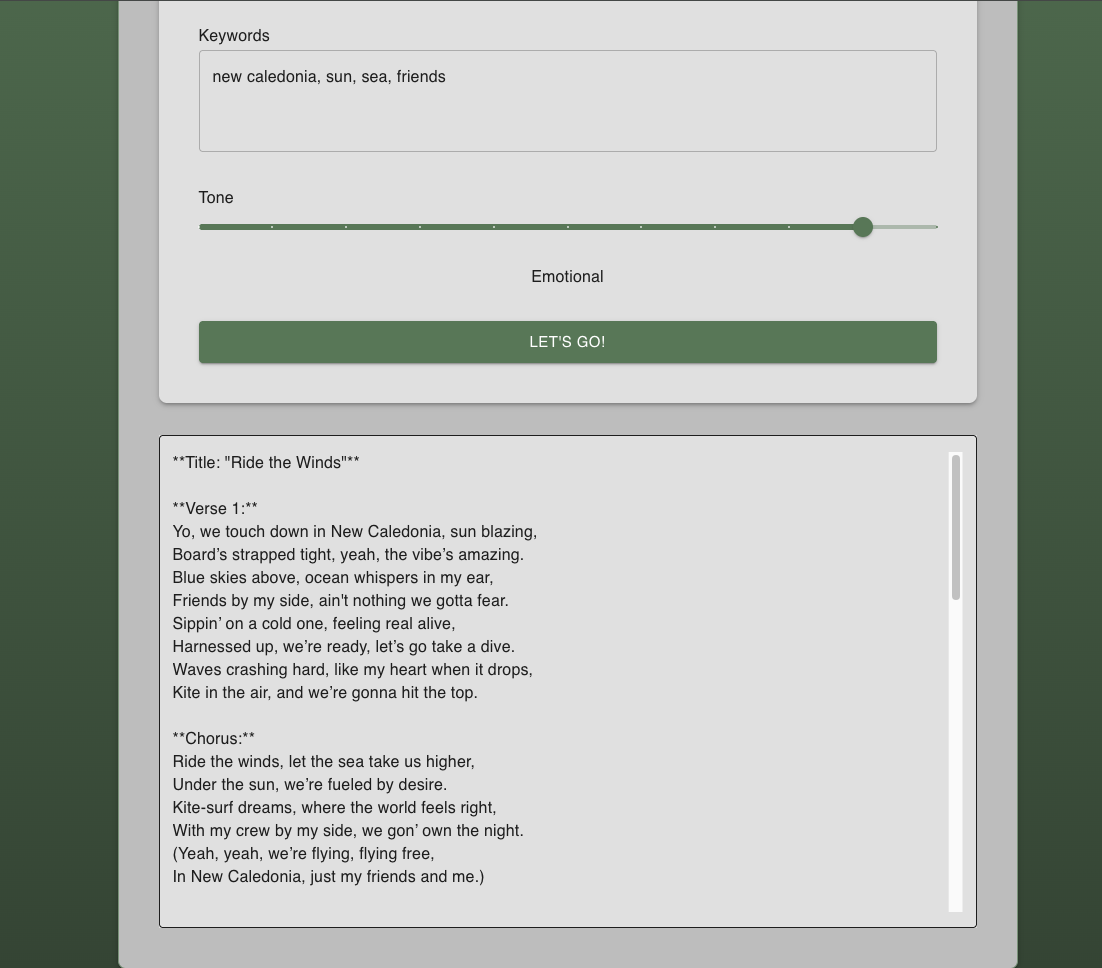 Keywords
new caledonia, sun, sea, friends
Tone
Emotional
LET'S GO!
**Title: "Ride the Winds"**
**Verse 1:**
Yo, we touch down in New Caledonia, sun blazing,
Board’s strapped tight, yeah, the vibe’s amazing.
Blue skies above, ocean whispers in my ear,
Friends by my side, ain't nothing we gotta fear.
Sippin’ on a cold one, feeling real alive,
Harnessed up, we’re ready, let’s go take a dive.
Waves crashing hard, like my heart when it drops,
Kite in the air, and we’re gonna hit the top.
**Chorus:**
Ride the winds, let the sea take us higher,
Under the sun, we’re fueled by desire.
Kite-surf dreams, where the world feels right,
With my crew by my side, we gon’ own the night.
(Yeah, yeah, we’re flying, flying free,
In New Caledonia, just my friends and me.)